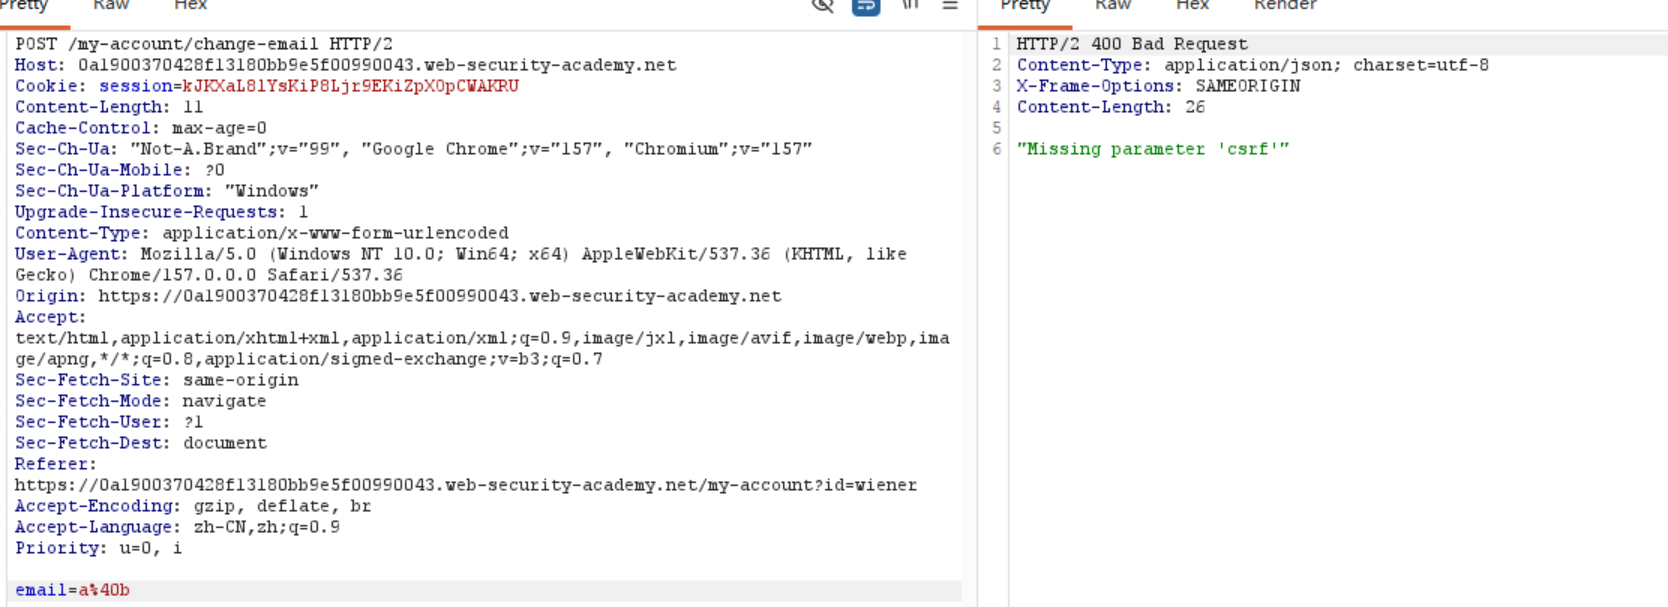 Pretty Raw Hex \n
POST /my-account/change-email HTTP/2
Host: 0a1900370428f13180bb9e5f00990043.web-security-academy.net
Cookie: session=kJKXaL8lYsKiP8Ljr9EKiZpX0pCWAKRU
Content-Length: 11
Cache-Control: max-age=0
Sec-Ch-Ua: "Not-A.Brand";v="99", "Google Chrome";v="157", "Chromium";v="157"
Sec-Ch-Ua-Mobile: ?0
Sec-Ch-Ua-Platform: "Windows"
Upgrade-Insecure-Requests: 1
Content-Type: application/x-www-form-urlencoded
User-Agent: Mozilla/5.0 (Windows NT 10.0; Win64; x64) AppleWebKit/537.36 (KHTML, like
Gecko) Chrome/157.0.0.0 Safari/537.36
Origin: https://0a1900370428f13180bb9e5f00990043.web-security-academy.net
Accept:
text/html,application/xhtml+xml,application/xml;q=0.9,image/jxl,image/avif,image/webp,ima
ge/apng,*/*;q=0.8,application/signed-exchange;v=b3;q=0.7
Sec-Fetch-Site: same-origin
Sec-Fetch-Mode: navigate
Sec-Fetch-User: ?1
Sec-Fetch-Dest: document
Referer:
https://0a1900370428f13180bb9e5f00990043.web-security-academy.net/my-account?id=wiener
Accept-Encoding: gzip, deflate, br
Accept-Language: zh-CN,zh;q=0.9
Priority: u=0, i
email=a%40b
Pretty Raw Hex Render
1 HTTP/2 400 Bad Request
2 Content-Type: application/json; charset=utf-8
3 X-Frame-Options: SAMEORIGIN
4 Content-Length: 26
5
6 "Missing parameter 'csrf'"